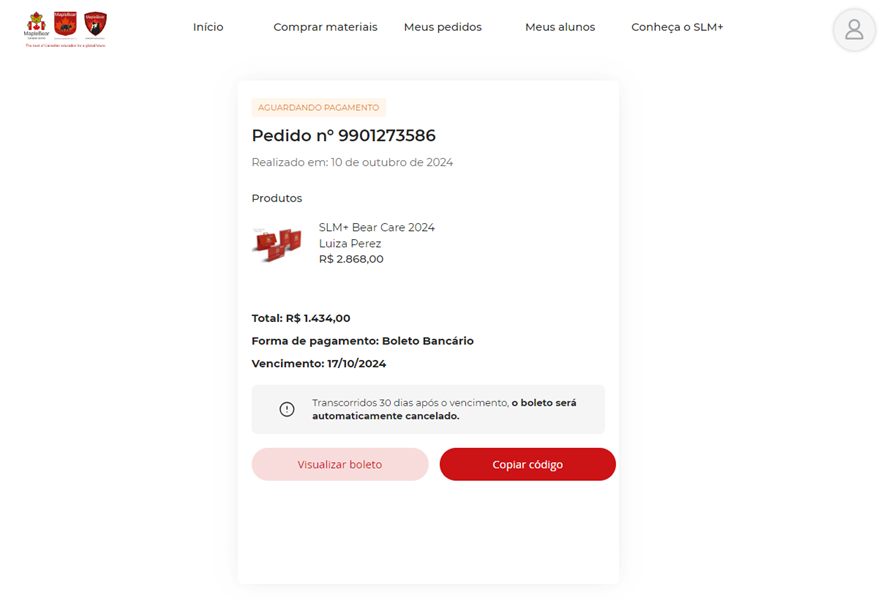 MapleBear
The best of Canadian education for a global future.
Início
Comprar materiais
Meus pedidos
Meus alunos
Conheça o SLM+
AGUARDANDO PAGAMENTO
Pedido nº 9901273586
Realizado em: 10 de outubro de 2024
Produtos
SLM+ Bear Care 2024
Luiza Perez
R$ 2.868,00
Total: R$ 1.434,00
Forma de pagamento: Boleto Bancário
Vencimento: 17/10/2024
Transcorridos 30 dias após o vencimento, o boleto será
automaticamente cancelado.
Visualizar boleto
Copiar código